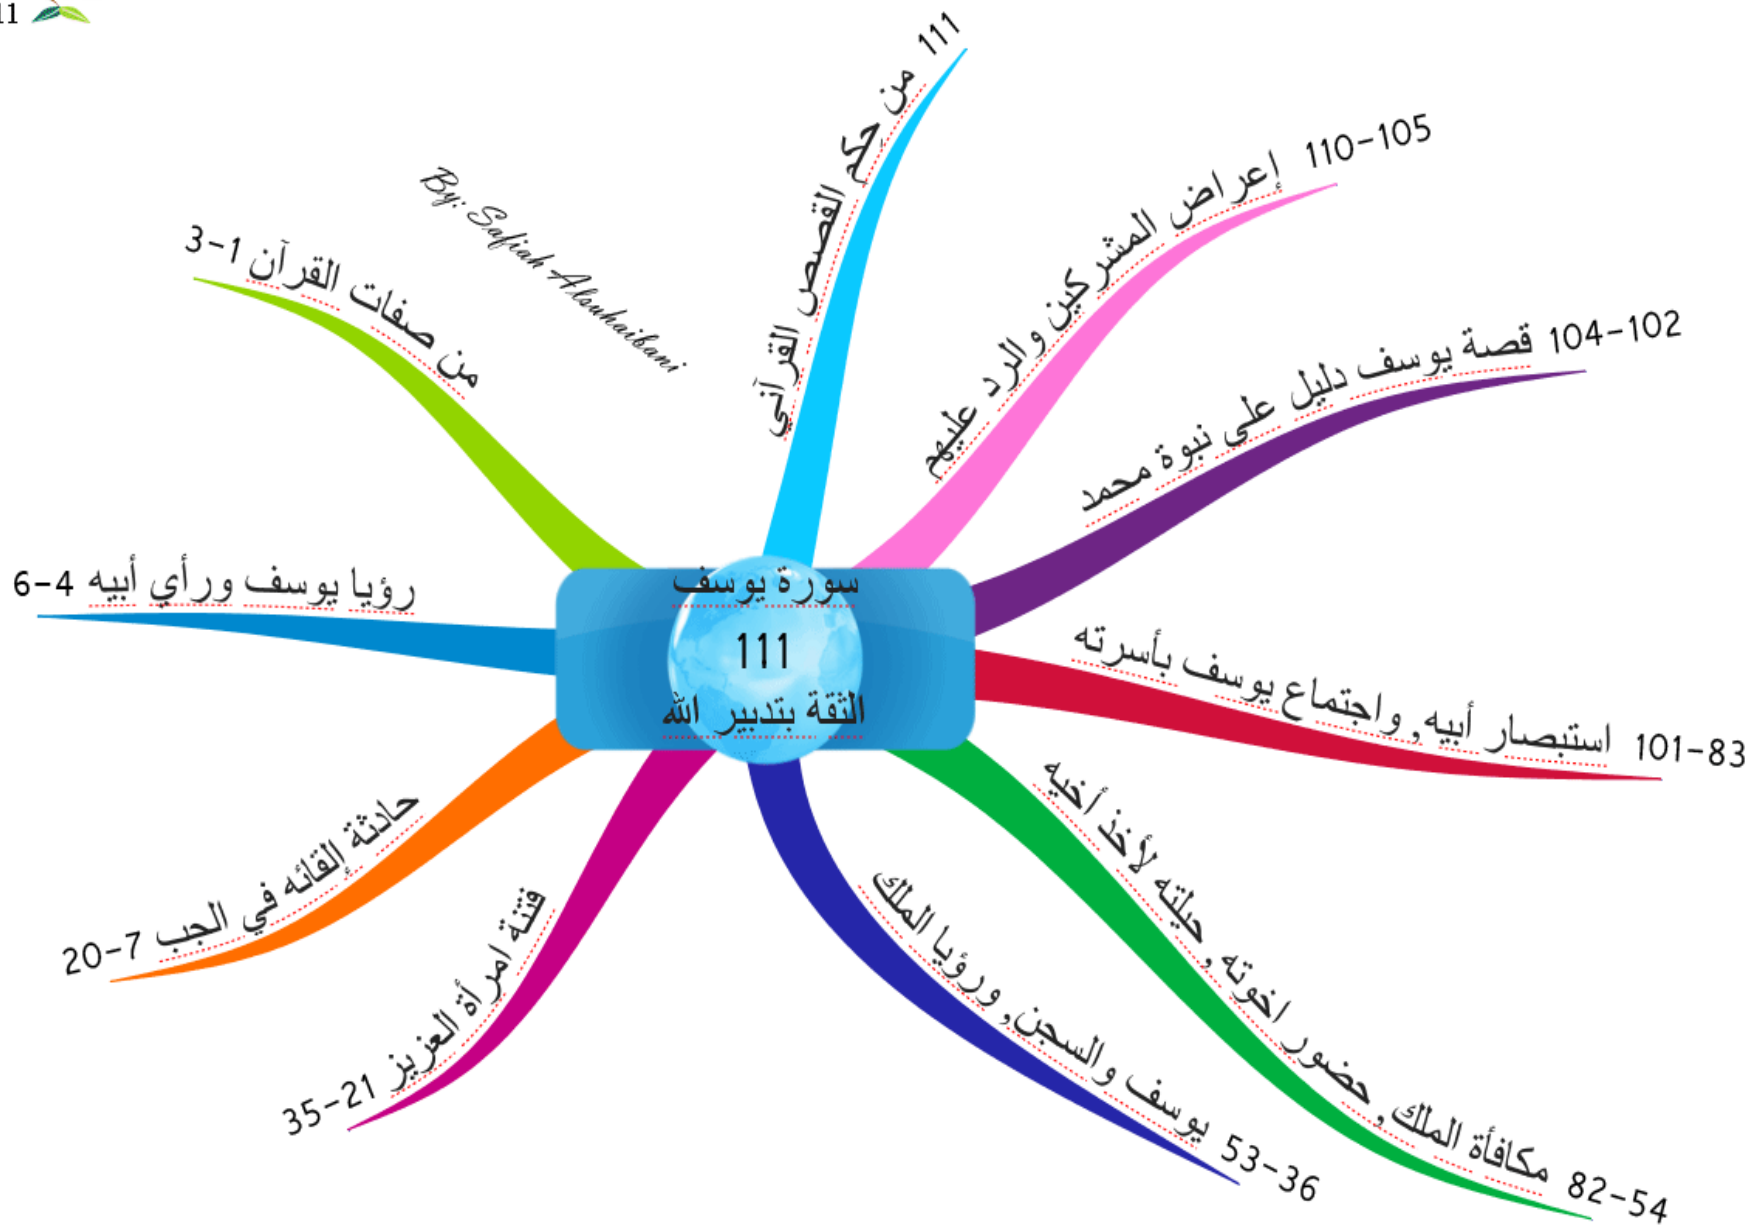 11
سورة يوسف
111
الثقة بتدبير الله
By: Safiah Alsuhaibani
من صفات القرآن 1-3
رؤيا يوسف ورأي أبيه 4-6
حادثة إلقائه في الجب 7-20
فتنة امرأة العزيز 21-35
يوسف والسجن, ورؤيا الملك 36-53
مكافأة الملك, حضور اخوته, حيلته لأخذ أخيه 54-82
استبصار أبيه, واجتماع يوسف بأسرته 83-101
قصة يوسف دليل على نبوة محمد 102-104
إعراض المشركين والرد عليهم 105-110
من حِكم القصص القرآني 111